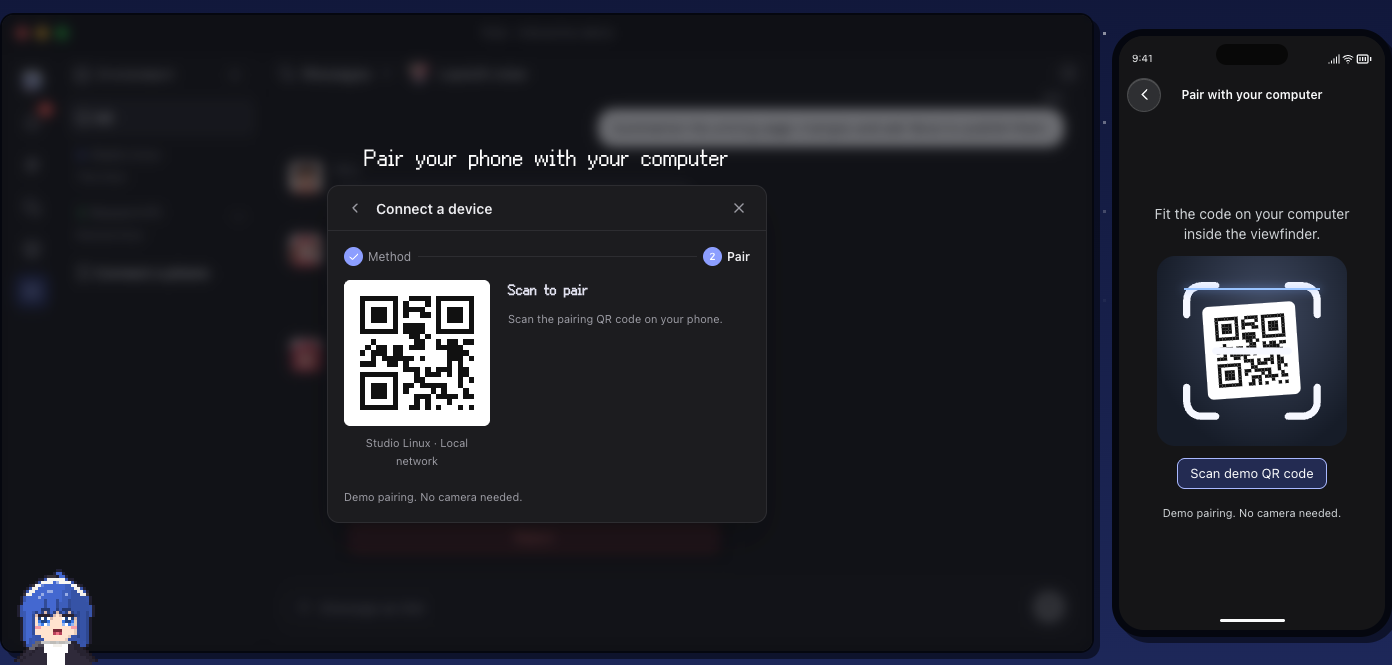 Pair your phone with your computer
Connect a device
Method
2 Pair
Scan to pair
Scan the pairing QR code on your phone.
Studio Linux · Local
network
Demo pairing. No camera needed.
9:41
Pair with your computer
Fit the code on your computer
inside the viewfinder.
Scan demo QR code
Demo pairing. No camera needed.